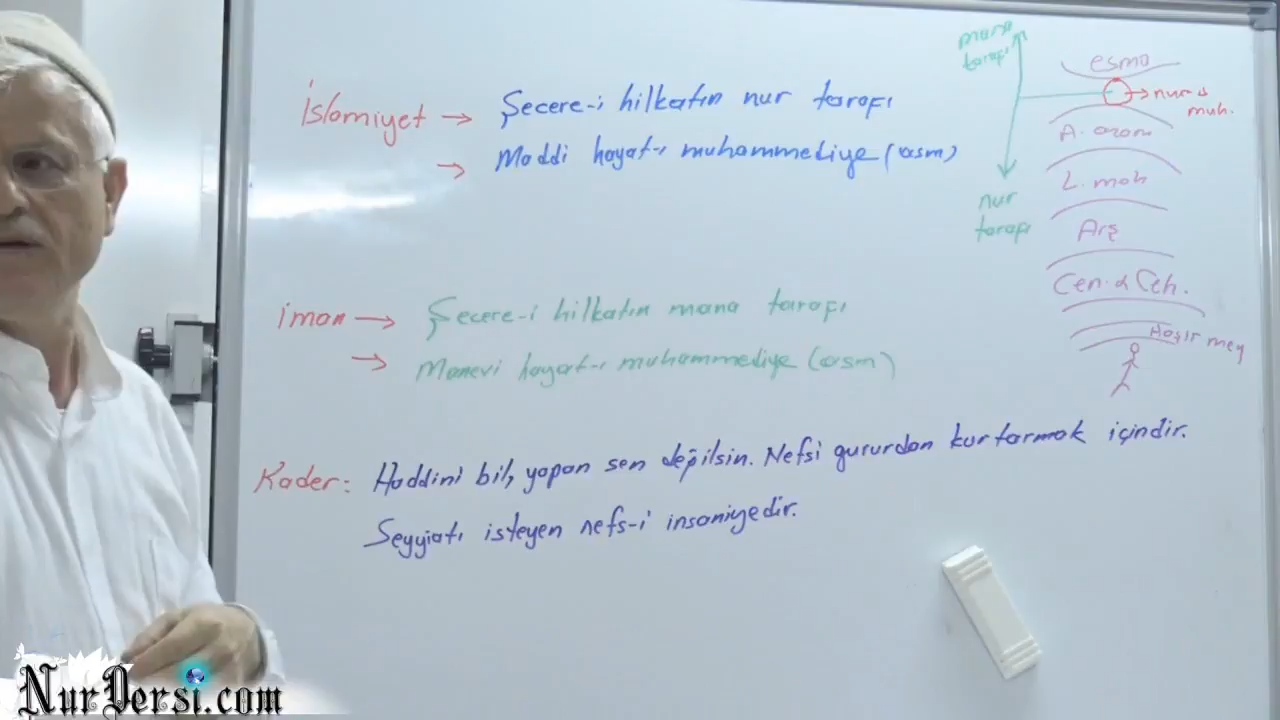 İslamiyet → Şecere-i hilkatın nur tarafı
→ Maddi hayat-ı muhammediye (asm)
iman → Şecere-i hilkatın mana tarafı
→ Manevi hayat-ı muhammediye (asm)
Kader: Haddini bil, yapan sen değilsin. Nefsi gururdan kurtarmak içindir.
Seyyiatı isteyen nefs-i insaniyedir.
mana
tarafı
nur
tarafı
esma
→ nur-u
muh.
A. azam
L. mah
Arş
Cen. & Ceh.
Haşir mey
NurDersi.com